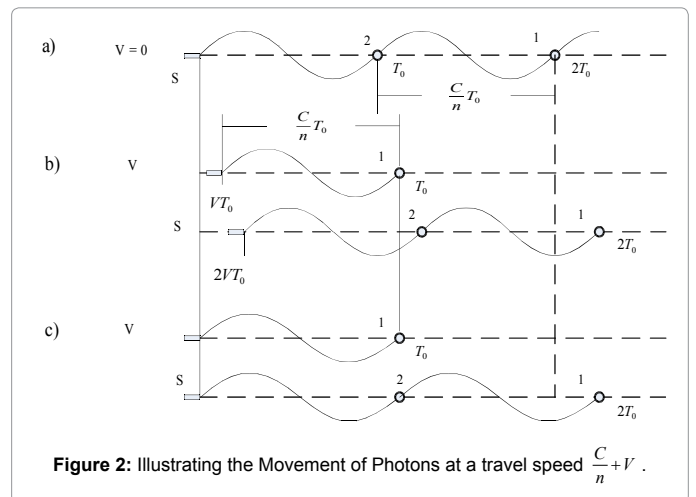 a) V = 0 S 2 T₀ 1 2T₀
C/n T₀
C/n T₀
b) V 1 T₀
VT₀
S 2 1 2T₀
2VT₀
c) V 1 T₀
S 2 1 2T₀
Figure 2: Illustrating the Movement of Photons at a travel speed C/n + V .